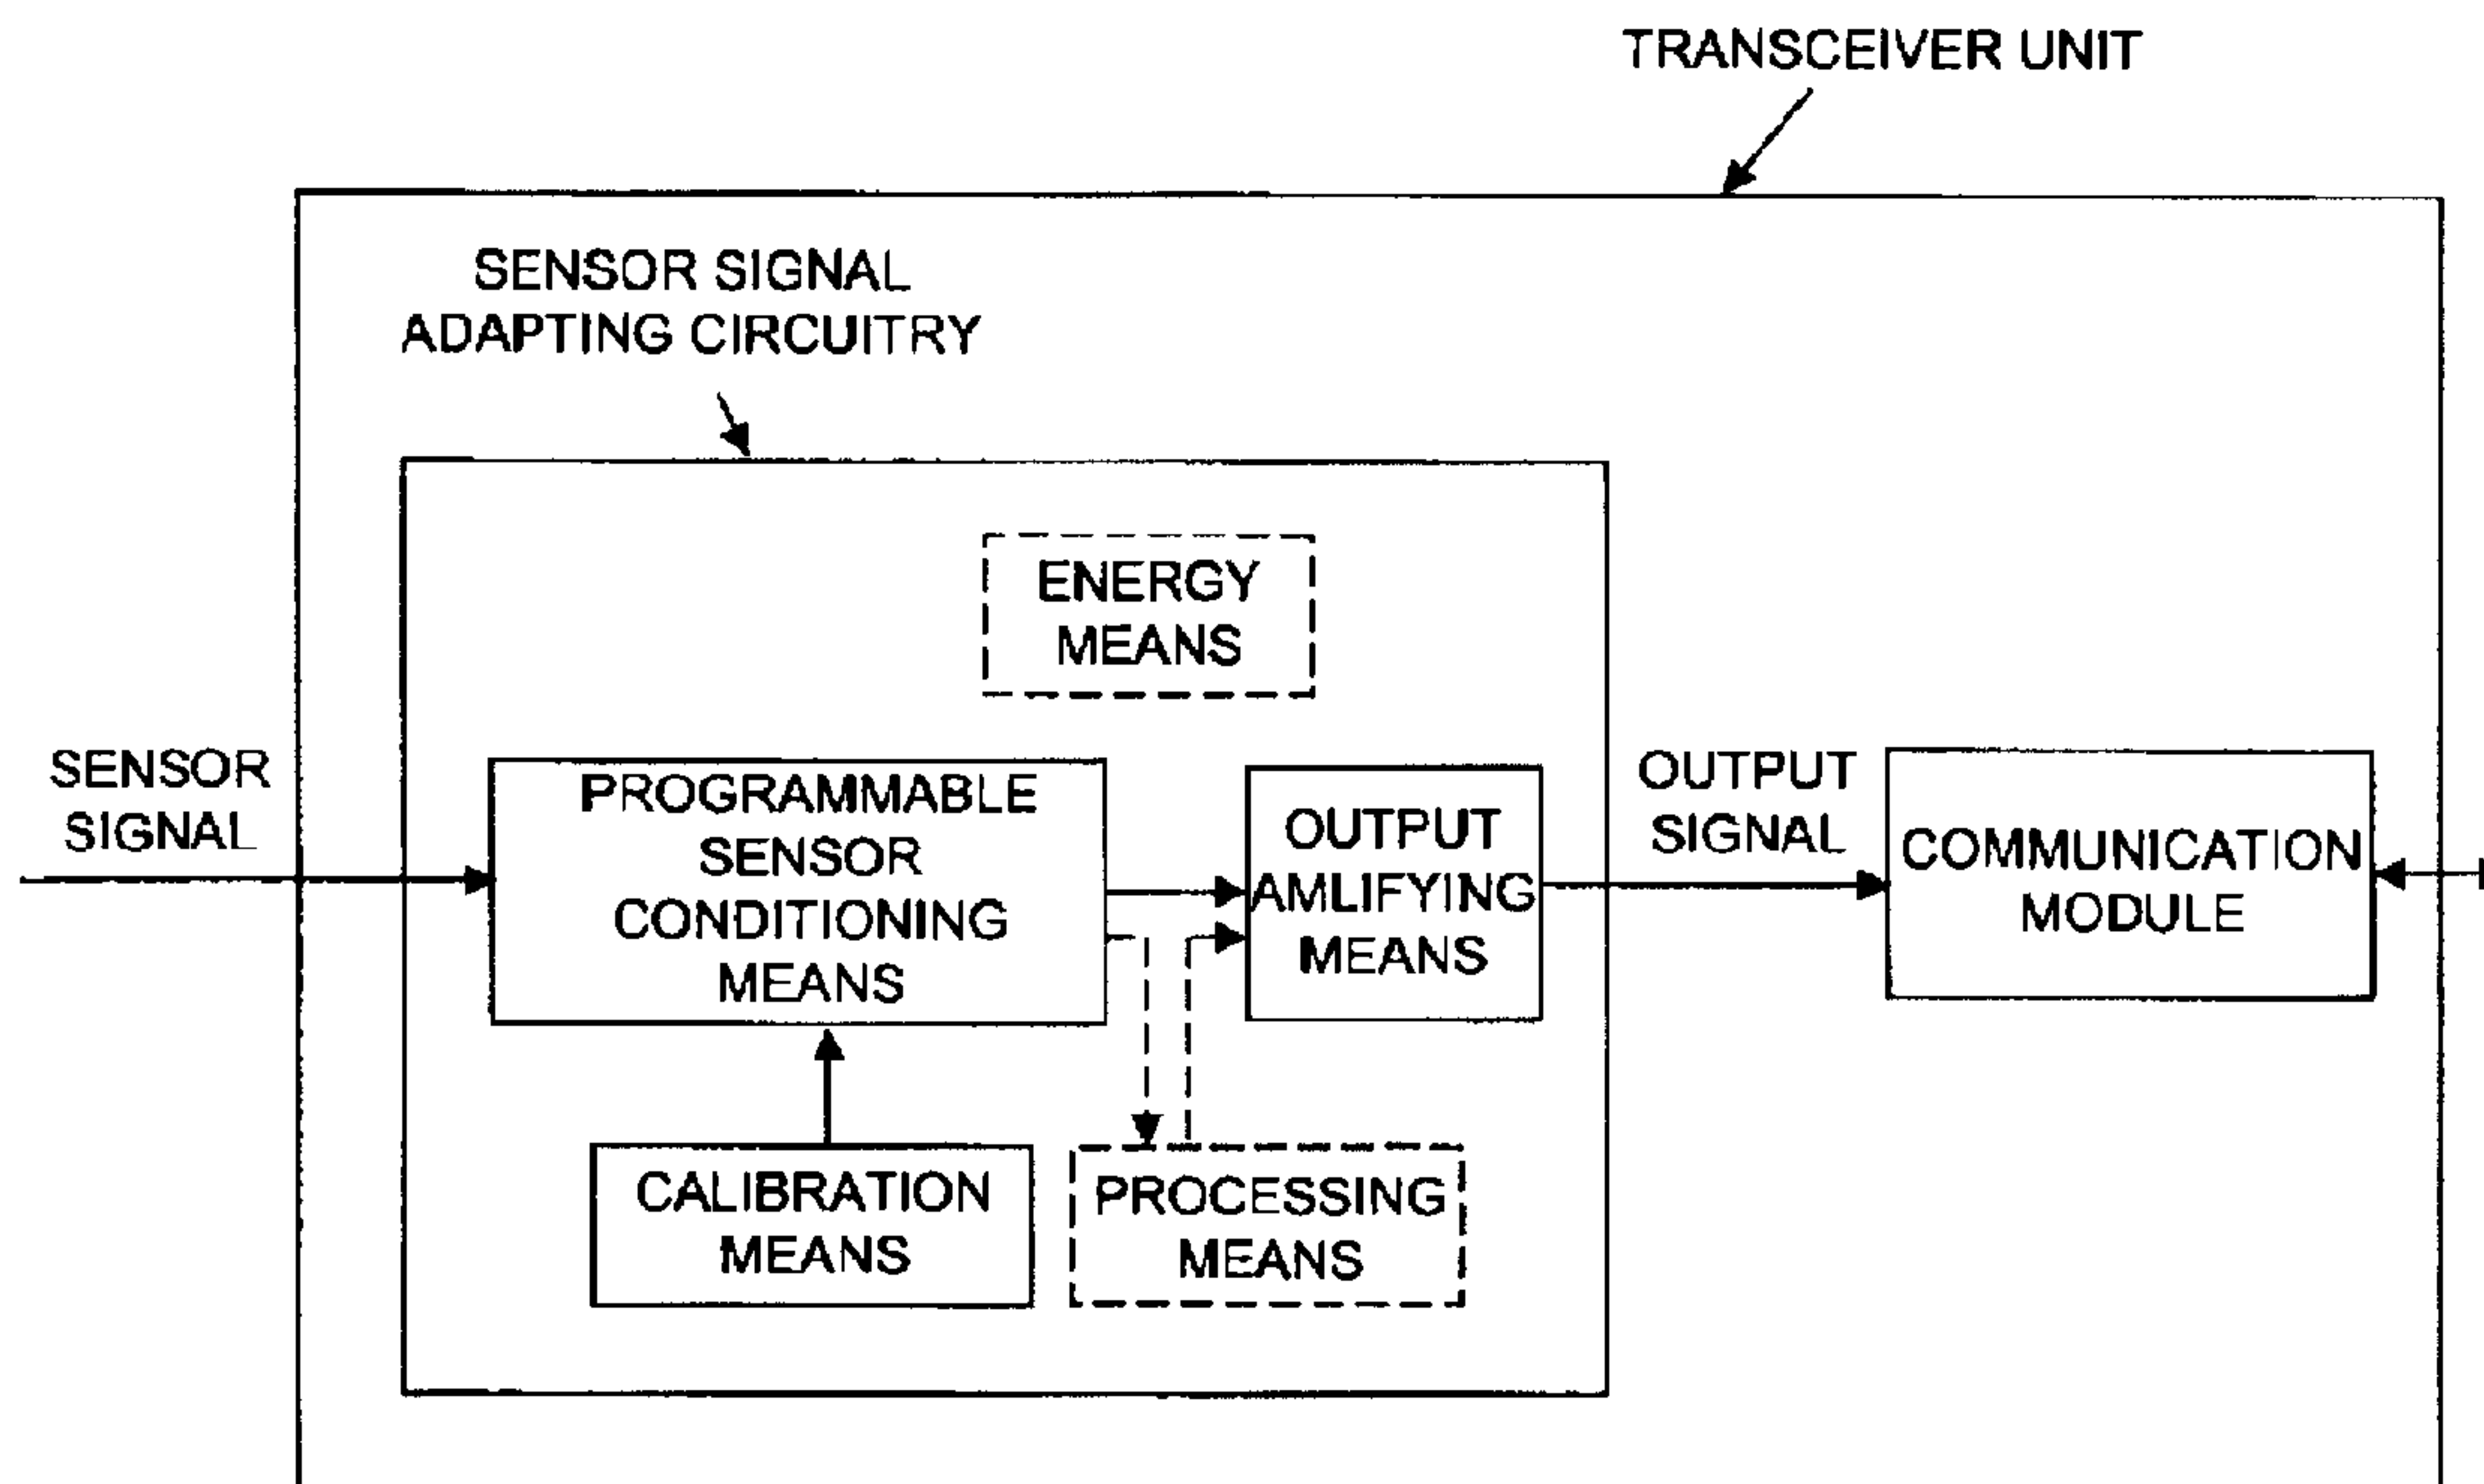 TRANSCEIVER UNIT
SENSOR SIGNAL
ADAPTING CIRCUITRY
ENERGY
MEANS
SENSOR
SIGNAL
PROGRAMMABLE
SENSOR
CONDITIONING
MEANS
OUTPUT
AMLIFYING
MEANS
OUTPUT
SIGNAL
COMMUNICATION
MODULE
CALIBRATION
MEANS
PROCESSING
MEANS